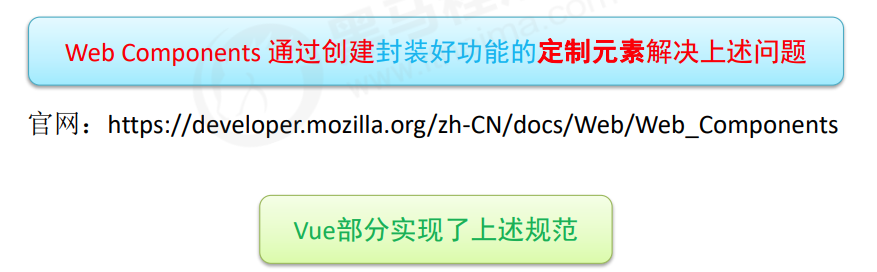 Web Components 通过创建封装好功能的定制元素解决上述问题
官网：https://developer.mozilla.org/zh-CN/docs/Web/Web_Components
Vue部分实现了上述规范